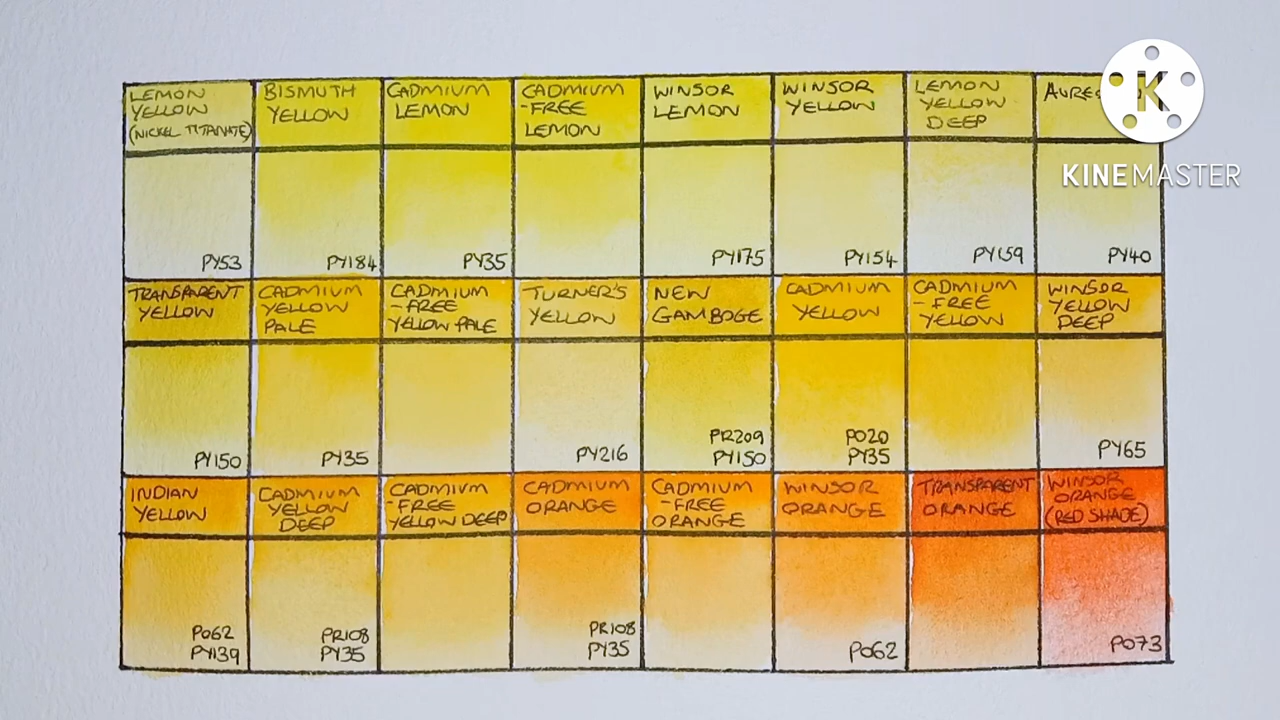 LEMON
YELLOW
(NICKEL TITANATE)
BISMUTH
YELLOW
CADMIUM
LEMON
CADMIUM
-FREE
LEMON
WINSOR
LEMON
WINSOR
YELLOW
LEMON
YELLOW
DEEP
K
KINEMASTER
PY53
PY184
PY35
PY175
PY154
PY159
PY40
TRANSPARENT
YELLOW
CADMIUM
YELLOW
PALE
CADMIUM
-FREE
YELLOW PALE
TURNER'S
YELLOW
NEW
GAMBOGE
CADMIUM
YELLOW
CADMIUM
-FREE
YELLOW
WINSOR
YELLOW
DEEP
PY150
PY35
PY216
PR209
PY150
PO20
PY35
PY65
INDIAN
YELLOW
CADMIUM
YELLOW
DEEP
CADMIUM
-FREE
YELLOW DEEP
CADMIUM
ORANGE
CADMIUM
-FREE
ORANGE
WINSOR
ORANGE
TRANSPARENT
ORANGE
WINSOR
ORANGE
(RED SHADE)
PO62
PY139
PR108
PY35
PR108
PY35
PO62
PO73